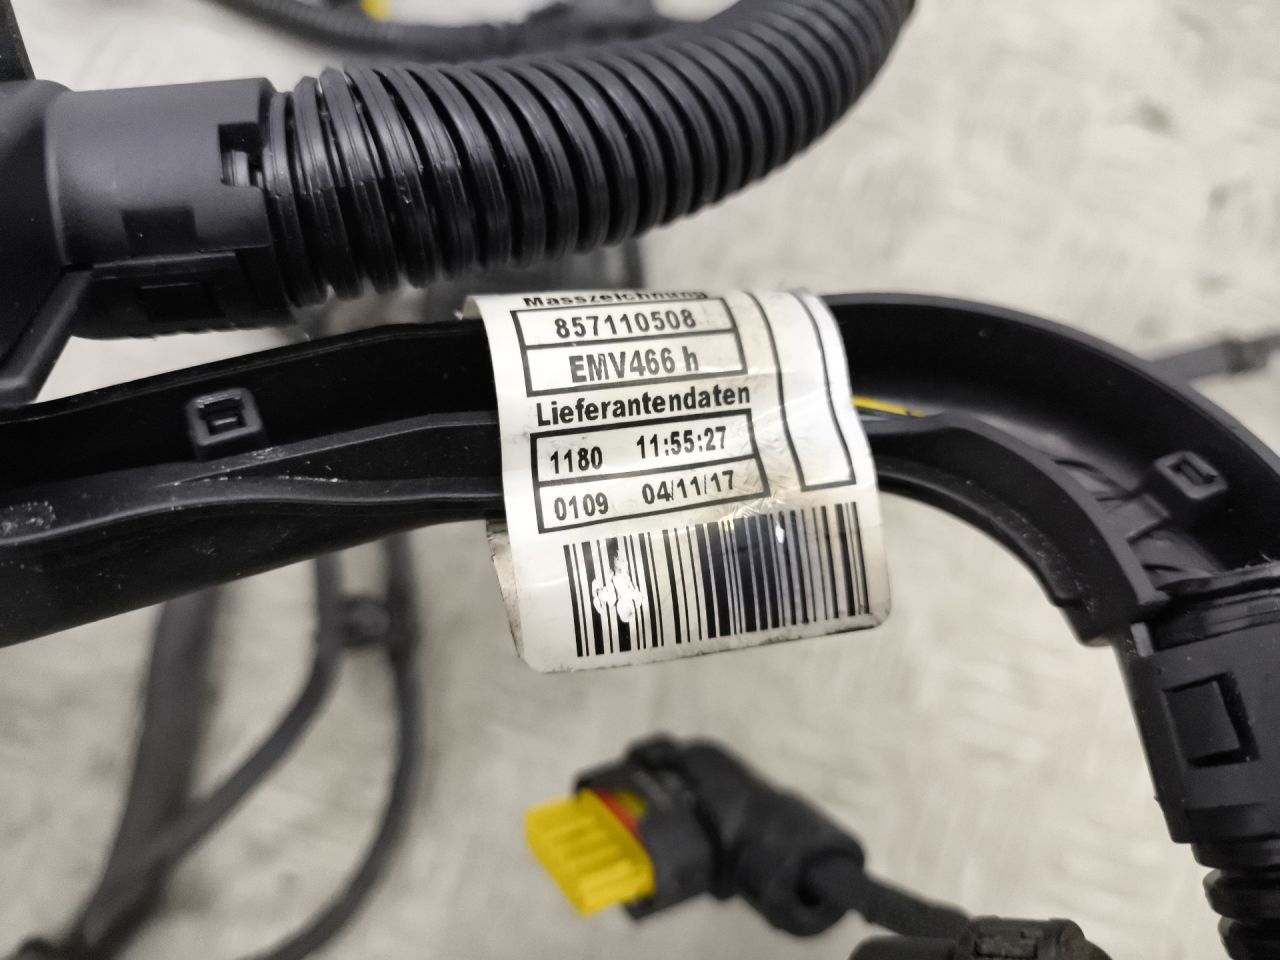 Masszeichnung
857110508
EMV466 h
Lieferantendaten
1180 11:55:27
0109 04/11/17